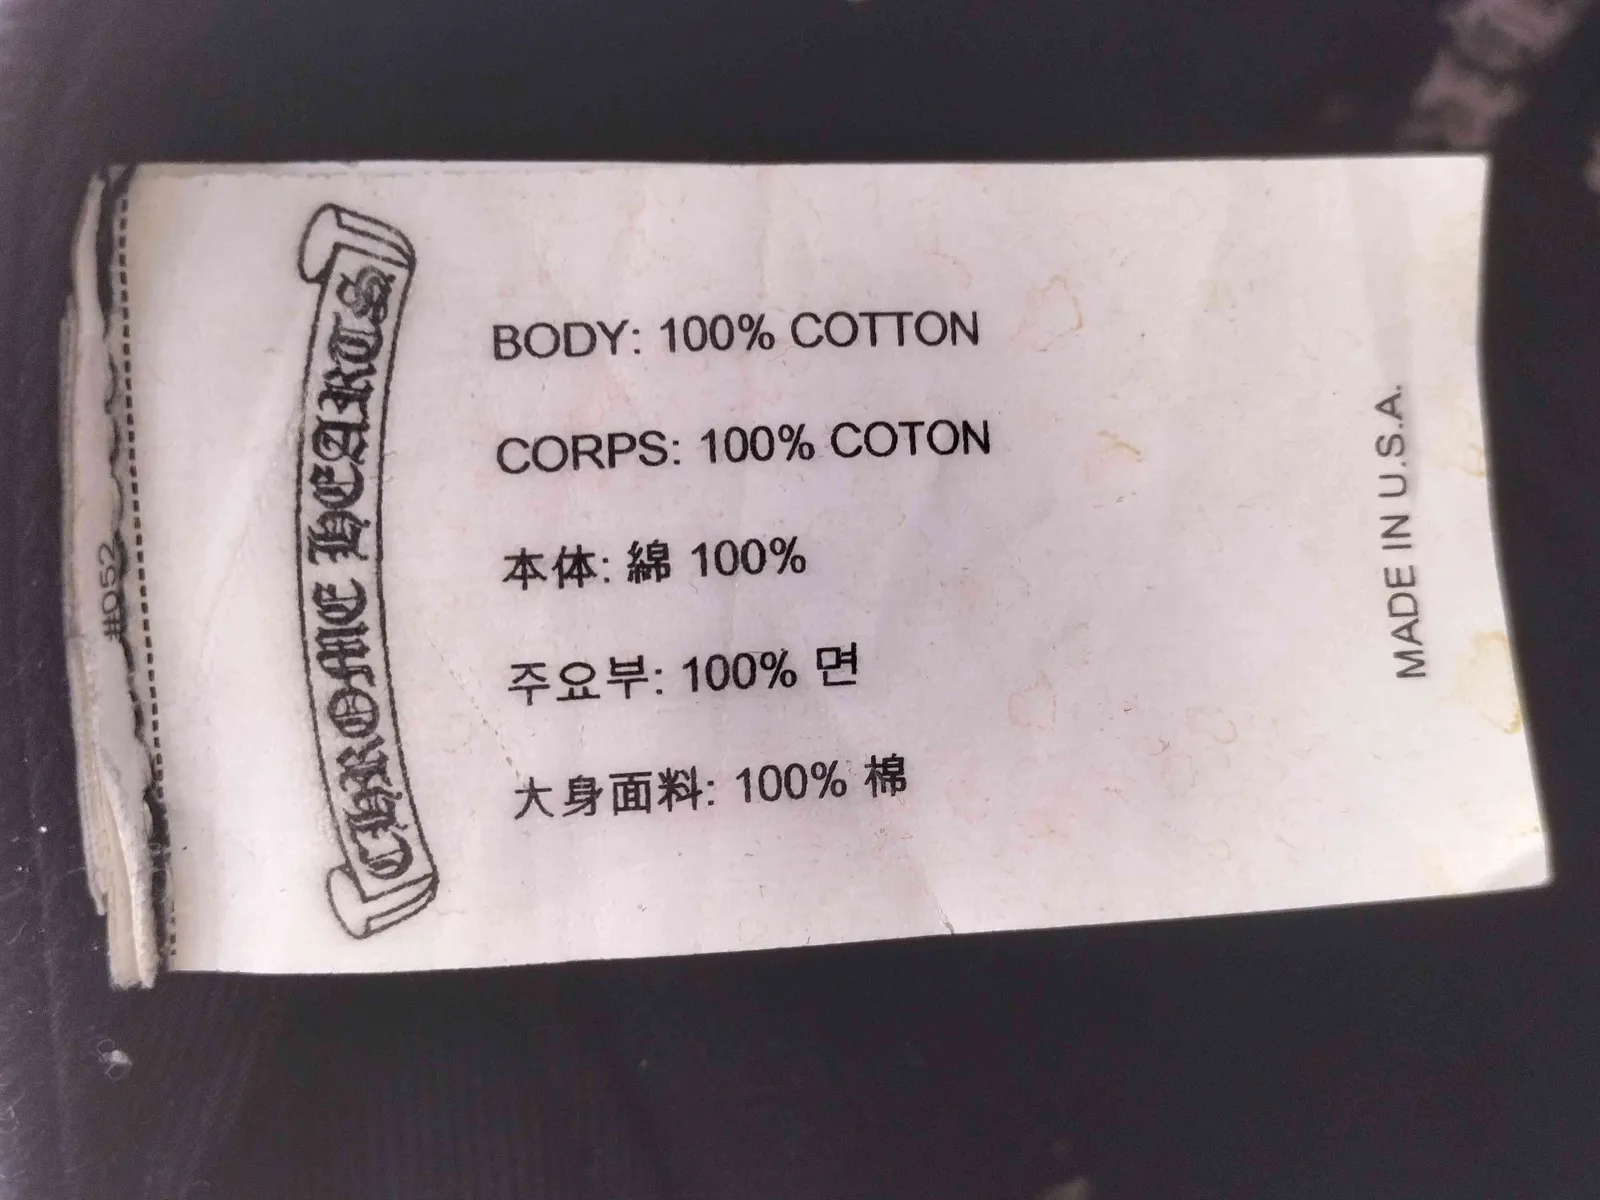 #052
CHROME HEARTS
BODY: 100% COTTON
CORPS: 100% COTON
本体: 綿 100%
주요부: 100% 면
大身面料: 100% 棉
MADE IN U.S.A.